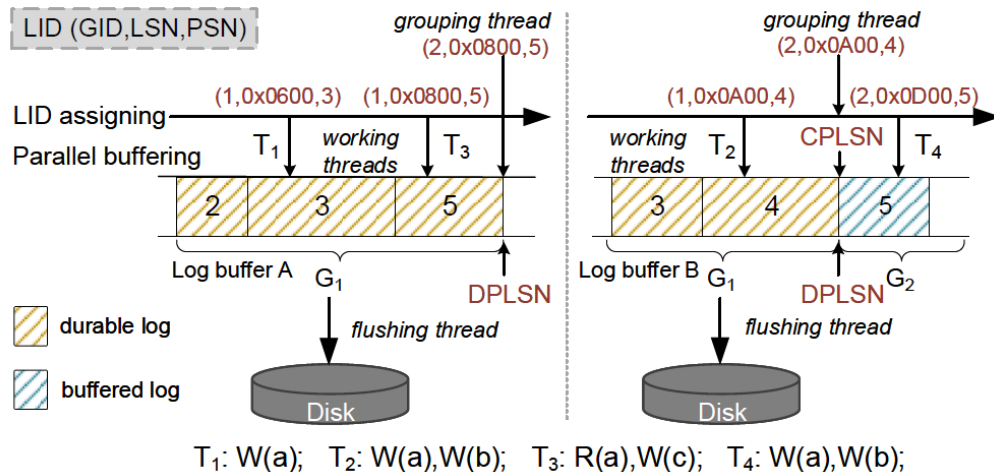 LID (GID,LSN,PSN)
grouping thread
(2,0x0800,5)
grouping thread
(2,0x0A00,4)
(1,0x0600,3)
(1,0x0800,5)
(1,0x0A00,4)
(2,0x0D00,5)
LID assigning
Parallel buffering
T1
working
threads
T3
working
threads
T2
CPLSN
T4
2
3
5
3
4
5
Log buffer A
G1
DPLSN
Log buffer B
G1
DPLSN
G2
durable log
flushing thread
flushing thread
buffered log
Disk
Disk
T1: W(a); T2: W(a),W(b); T3: R(a),W(c); T4: W(a),W(b);